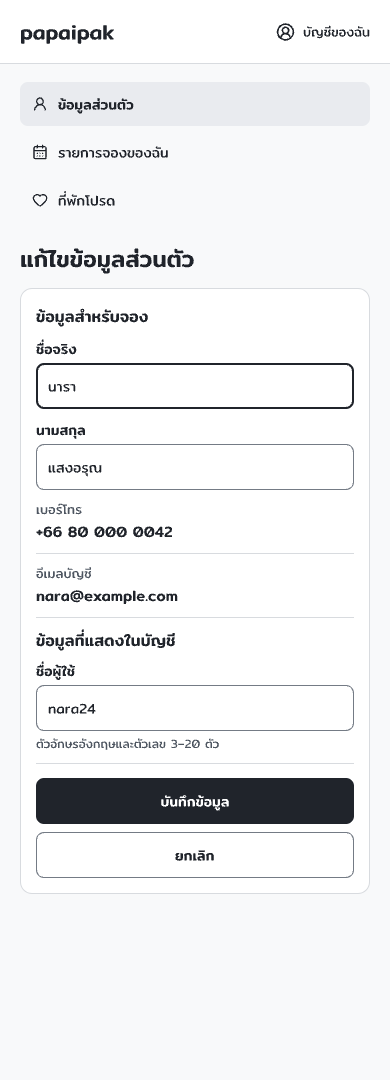 papaipak
บัญชีของฉัน
ข้อมูลส่วนตัว
รายการจองของฉัน
ที่พักโปรด
แก้ไขข้อมูลส่วนตัว
ข้อมูลสำหรับจอง
ชื่อจริง
นารา
นามสกุล
แสงอรุณ
เบอร์โทร
+66 80 000 0042
อีเมลบัญชี
nara@example.com
ข้อมูลที่แสดงในบัญชี
ชื่อผู้ใช้
nara24
ตัวอักษรอังกฤษและตัวเลข 3–20 ตัว
บันทึกข้อมูล
ยกเลิก